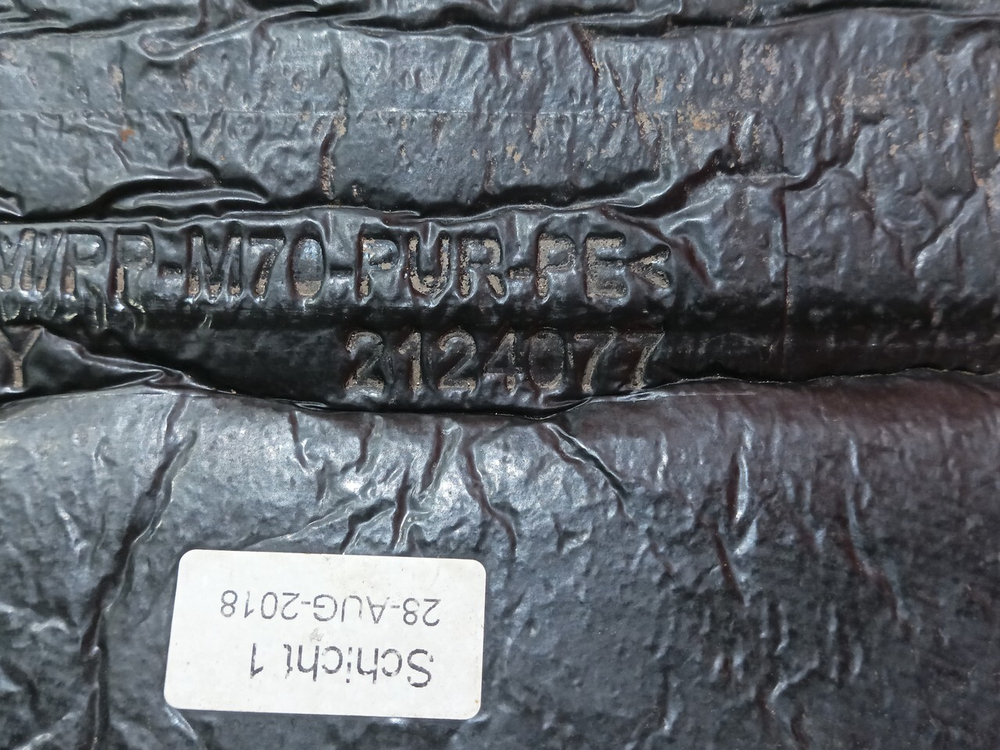 PP-M70-PUR-PE<
Y 2124077
Schicht 1
28-AUG-2018